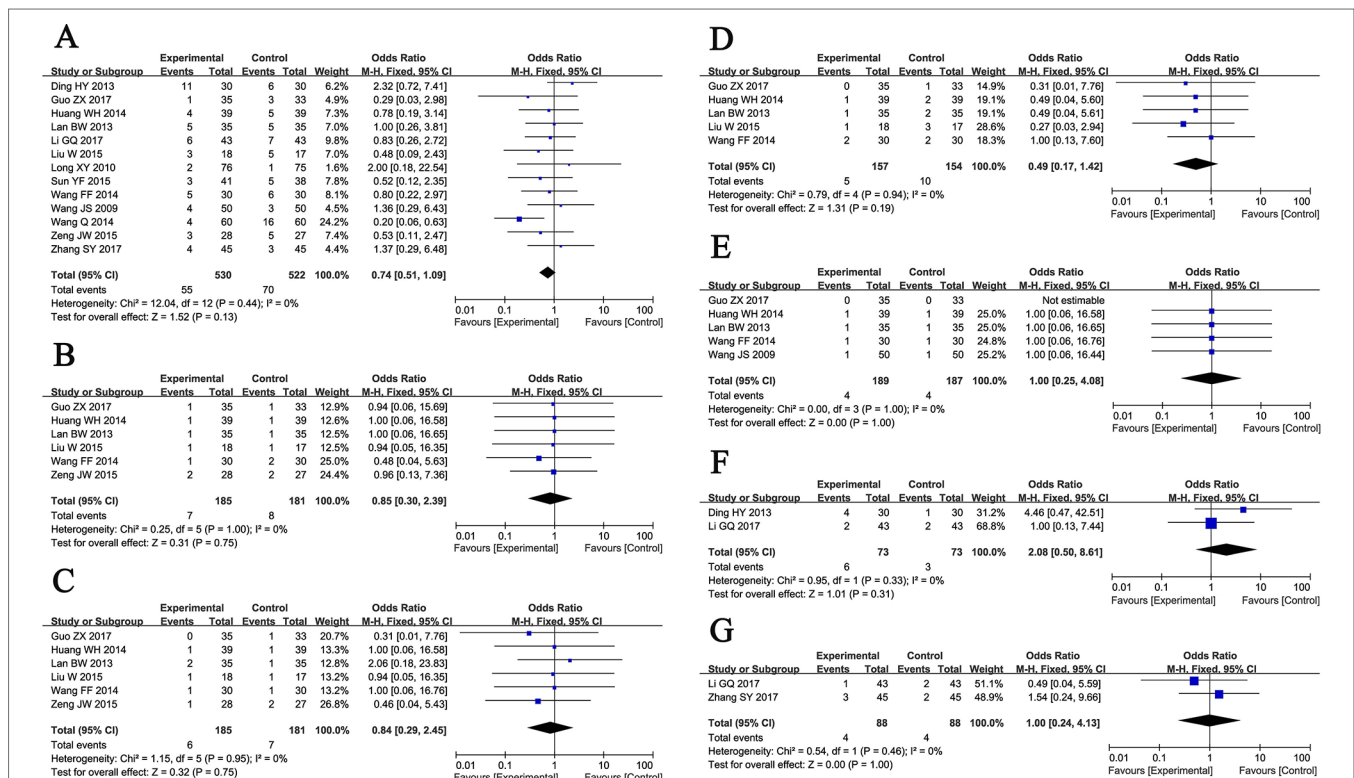 A
Experimental Control Odds Ratio Odds Ratio
Study or Subgroup Events Total Events Total Weight M-H, Fixed, 95% CI M-H, Fixed, 95% CI
Ding HY 2013 11 30 6 30 6.2% 2.32 [0.72, 7.41]
Guo ZX 2017 1 35 3 33 4.9% 0.29 [0.03, 2.98]
Huang WH 2014 4 39 5 39 7.3% 0.78 [0.19, 3.14]
Lan BW 2013 5 35 5 35 7.0% 1.00 [0.26, 3.81]
Li GQ 2017 6 43 7 43 9.8% 0.83 [0.26, 2.72]
Liu W 2015 3 18 5 17 7.0% 0.48 [0.09, 2.43]
Long XY 2010 2 76 1 75 1.6% 2.00 [0.18, 22.54]
Sun YF 2015 3 41 5 38 7.8% 0.52 [0.12, 2.35]
Wang FF 2014 5 30 6 30 8.1% 0.80 [0.22, 2.97]
Wang JS 2009 4 50 3 50 4.5% 1.36 [0.29, 6.43]
Wang Q 2014 4 60 16 60 24.2% 0.20 [0.06, 0.63]
Zeng JW 2015 3 28 5 27 7.4% 0.53 [0.11, 2.47]
Zhang SY 2017 4 45 3 45 4.4% 1.37 [0.29, 6.48]
Total (95% CI) 530 522 100.0% 0.74 [0.51, 1.09]
Total events 55 70
Heterogeneity: Chi² = 12.04, df = 12 (P = 0.44); I² = 0%
Test for overall effect: Z = 1.52 (P = 0.13)
0.01 0.1 1 10 100
Favours [Experimental] Favours [Control]
B
Experimental Control Odds Ratio Odds Ratio
Study or Subgroup Events Total Events Total Weight M-H, Fixed, 95% CI M-H, Fixed, 95% CI
Guo ZX 2017 1 35 1 33 12.9% 0.94 [0.06, 15.69]
Huang WH 2014 1 39 1 39 12.6% 1.00 [0.06, 16.58]
Lan BW 2013 1 35 1 35 12.5% 1.00 [0.06, 16.65]
Liu W 2015 1 18 1 17 12.5% 0.94 [0.05, 16.35]
Wang FF 2014 1 30 2 30 25.0% 0.48 [0.04, 5.63]
Zeng JW 2015 2 28 2 27 24.4% 0.96 [0.13, 7.36]
Total (95% CI) 185 181 100.0% 0.85 [0.30, 2.39]
Total events 7 8
Heterogeneity: Chi² = 0.25, df = 5 (P = 1.00); I² = 0%
Test for overall effect: Z = 0.31 (P = 0.75)
0.01 0.1 1 10 100
Favours [Experimental] Favours [Control]
C
Experimental Control Odds Ratio Odds Ratio
Study or Subgroup Events Total Events Total Weight M-H, Fixed, 95% CI M-H, Fixed, 95% CI
Guo ZX 2017 0 35 1 33 20.7% 0.31 [0.01, 7.76]
Huang WH 2014 1 39 1 39 13.3% 1.00 [0.06, 16.58]
Lan BW 2013 2 35 1 35 12.8% 2.06 [0.18, 23.83]
Liu W 2015 1 18 1 17 13.2% 0.94 [0.05, 16.35]
Wang FF 2014 1 30 1 30 13.2% 1.00 [0.06, 16.76]
Zeng JW 2015 1 28 2 27 26.8% 0.46 [0.04, 5.43]
Total (95% CI) 185 181 100.0% 0.84 [0.29, 2.45]
Total events 6 7
Heterogeneity: Chi² = 1.15, df = 5 (P = 0.95); I² = 0%
Test for overall effect: Z = 0.32 (P = 0.75)
0.01 0.1 1 10 100
Favours [Experimental] Favours [Control]
D
Experimental Control Odds Ratio Odds Ratio
Study or Subgroup Events Total Events Total Weight M-H, Fixed, 95% CI M-H, Fixed, 95% CI
Guo ZX 2017 0 35 1 33 14.9% 0.31 [0.01, 7.76]
Huang WH 2014 1 39 2 39 19.1% 0.49 [0.04, 5.60]
Lan BW 2013 1 35 2 35 19.1% 0.49 [0.04, 5.61]
Liu W 2015 1 18 3 17 28.6% 0.27 [0.03, 2.94]
Wang FF 2014 2 30 2 30 18.3% 1.00 [0.13, 7.60]
Total (95% CI) 157 154 100.0% 0.49 [0.17, 1.42]
Total events 5 10
Heterogeneity: Chi² = 0.79, df = 4 (P = 0.94); I² = 0%
Test for overall effect: Z = 1.31 (P = 0.19)
0.01 0.1 1 10 100
Favours [Experimental] Favours [Control]
E
Experimental Control Odds Ratio Odds Ratio
Study or Subgroup Events Total Events Total Weight M-H, Fixed, 95% CI M-H, Fixed, 95% CI
Guo ZX 2017 0 35 0 33 Not estimable
Huang WH 2014 1 39 1 39 25.0% 1.00 [0.06, 16.58]
Lan BW 2013 1 35 1 35 25.0% 1.00 [0.06, 16.65]
Wang FF 2014 1 30 1 30 24.8% 1.00 [0.06, 16.76]
Wang JS 2009 1 50 1 50 25.2% 1.00 [0.06, 16.44]
Total (95% CI) 189 187 100.0% 1.00 [0.25, 4.08]
Total events 4 4
Heterogeneity: Chi² = 0.00, df = 3 (P = 1.00); I² = 0%
Test for overall effect: Z = 0.00 (P = 1.00)
0.01 0.1 1 10 100
Favours [Experimental] Favours [Control]
F
Experimental Control Odds Ratio Odds Ratio
Study or Subgroup Events Total Events Total Weight M-H, Fixed, 95% CI M-H, Fixed, 95% CI
Ding HY 2013 4 30 1 30 31.2% 4.46 [0.47, 42.51]
Li GQ 2017 2 43 2 43 68.8% 1.00 [0.13, 7.44]
Total (95% CI) 73 73 100.0% 2.08 [0.50, 8.61]
Total events 6 3
Heterogeneity: Chi² = 0.95, df = 1 (P = 0.33); I² = 0%
Test for overall effect: Z = 1.01 (P = 0.31)
0.01 0.1 1 10 100
Favours [Experimental] Favours [Control]
G
Experimental Control Odds Ratio Odds Ratio
Study or Subgroup Events Total Events Total Weight M-H, Fixed, 95% CI M-H, Fixed, 95% CI
Li GQ 2017 1 43 2 43 51.1% 0.49 [0.04, 5.59]
Zhang SY 2017 3 45 2 45 48.9% 1.54 [0.24, 9.66]
Total (95% CI) 88 88 100.0% 1.00 [0.24, 4.13]
Total events 4 4
Heterogeneity: Chi² = 0.54, df = 1 (P = 0.46); I² = 0%
Test for overall effect: Z = 0.00 (P = 1.00)
0.01 0.1 1 10 100
Favours [Experimental] Favours [Control]